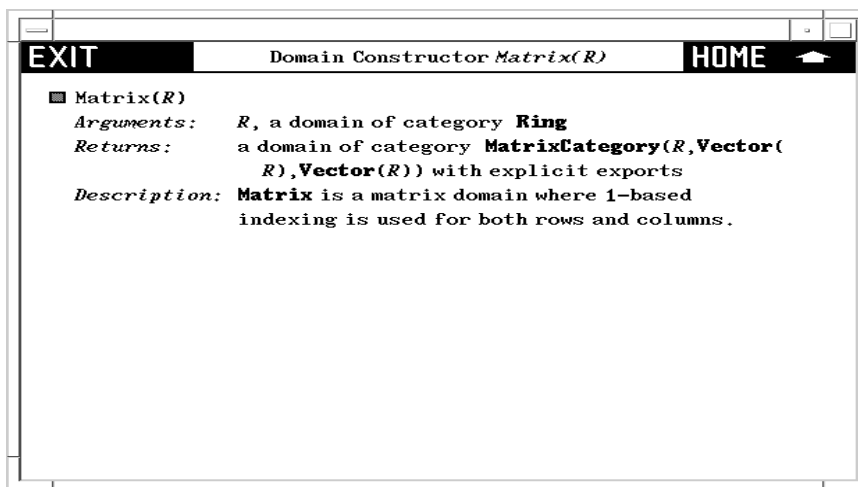 EXIT Domain Constructor Matrix(R) HOME
Matrix(R)
Arguments: R, a domain of category Ring
Returns: a domain of category MatrixCategory(R,Vector(
R),Vector(R)) with explicit exports
Description: Matrix is a matrix domain where 1-based
indexing is used for both rows and columns.